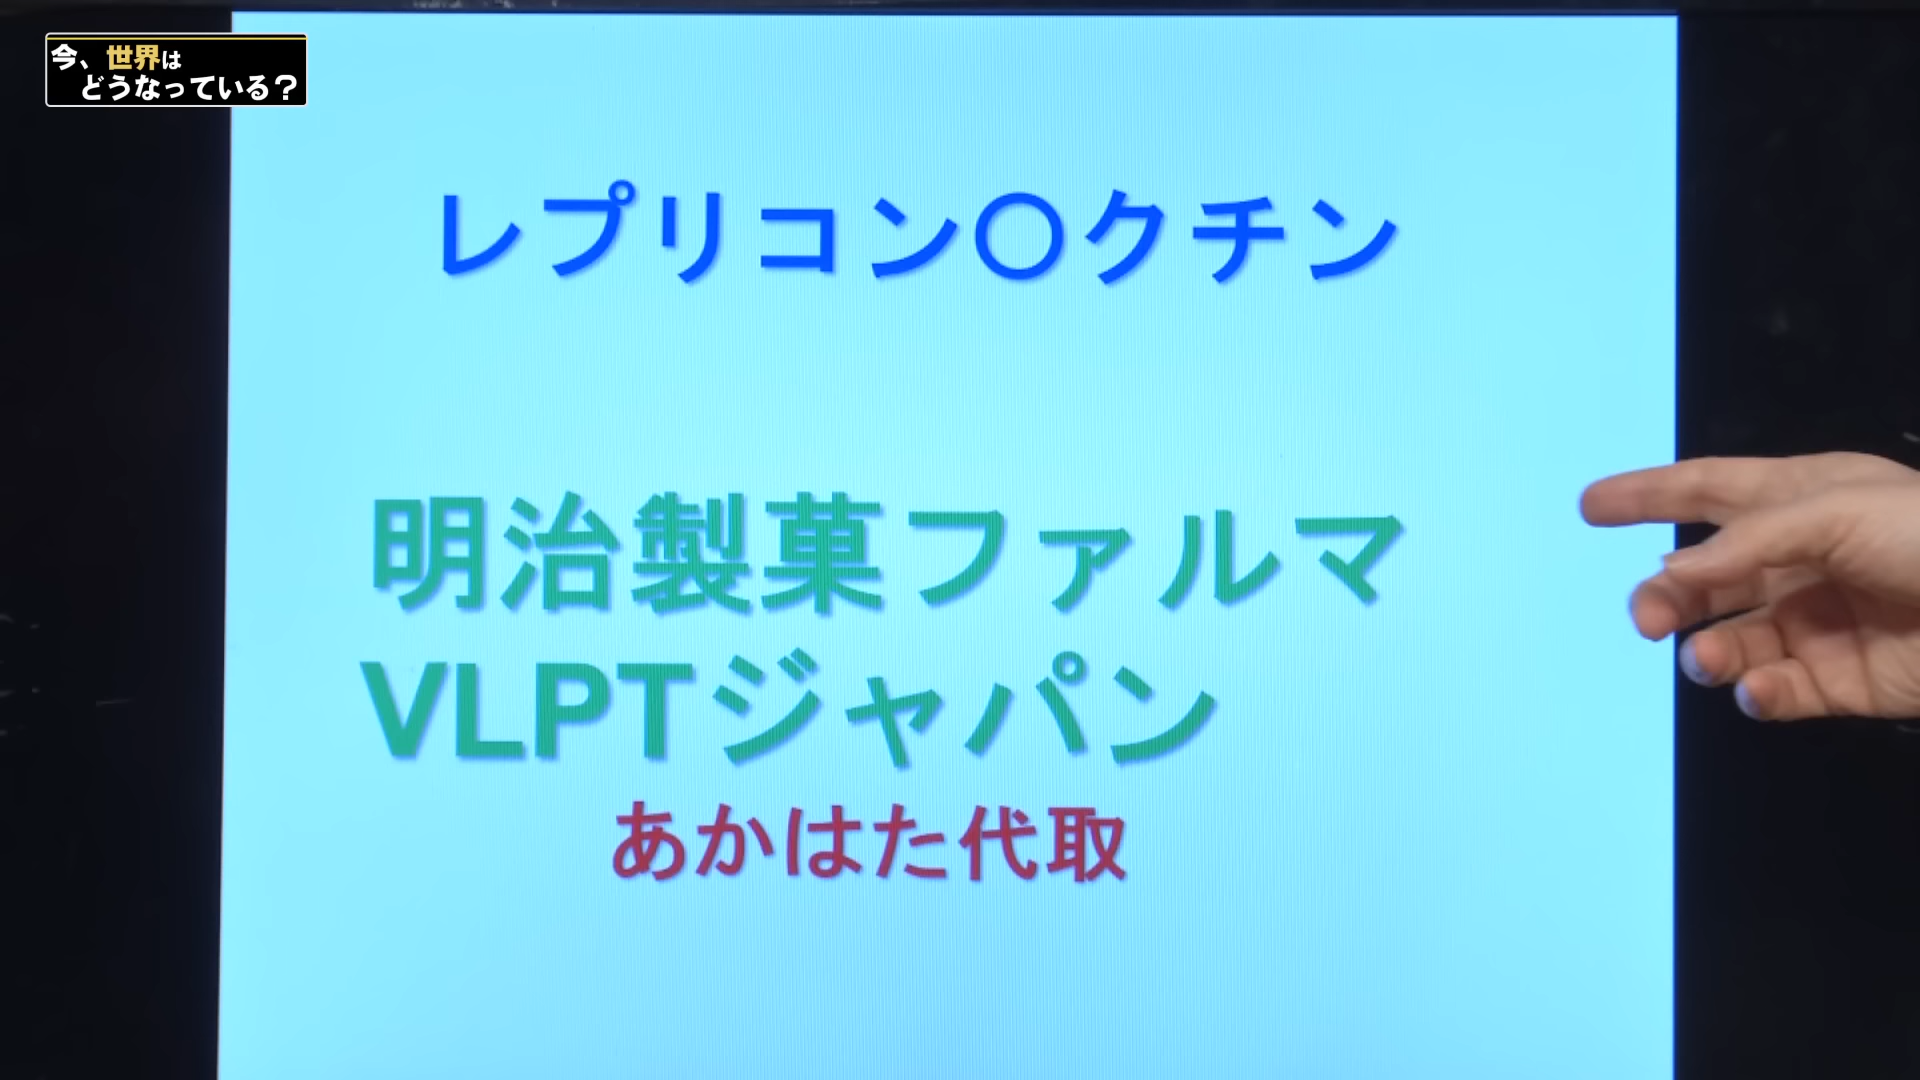 今、世界は
どうなっている？
レプリコン〇クチン
明治製菓ファルマ
VLPTジャパン
あかはた代取